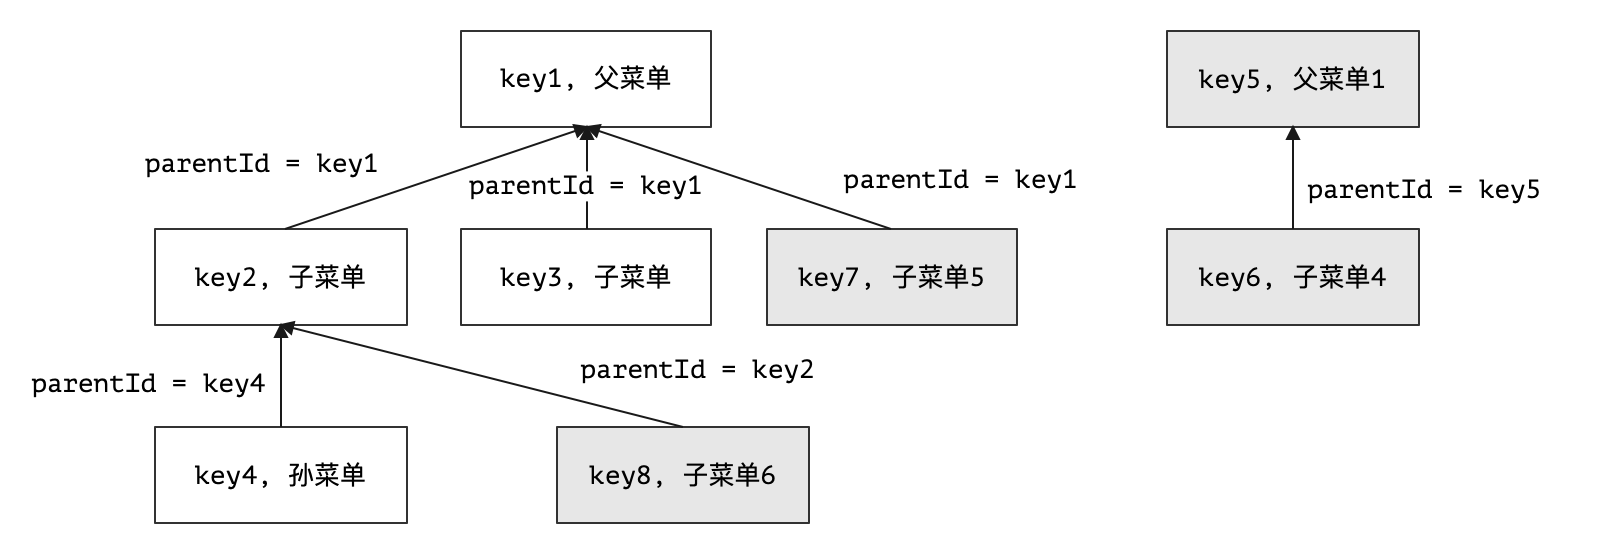 key1, 父菜单
key5, 父菜单1
parentId = key1
parentId = key1
parentId = key1
parentId = key5
key2, 子菜单
key3, 子菜单
key7, 子菜单5
key6, 子菜单4
parentId = key4
parentId = key2
key4, 孙菜单
key8, 子菜单6